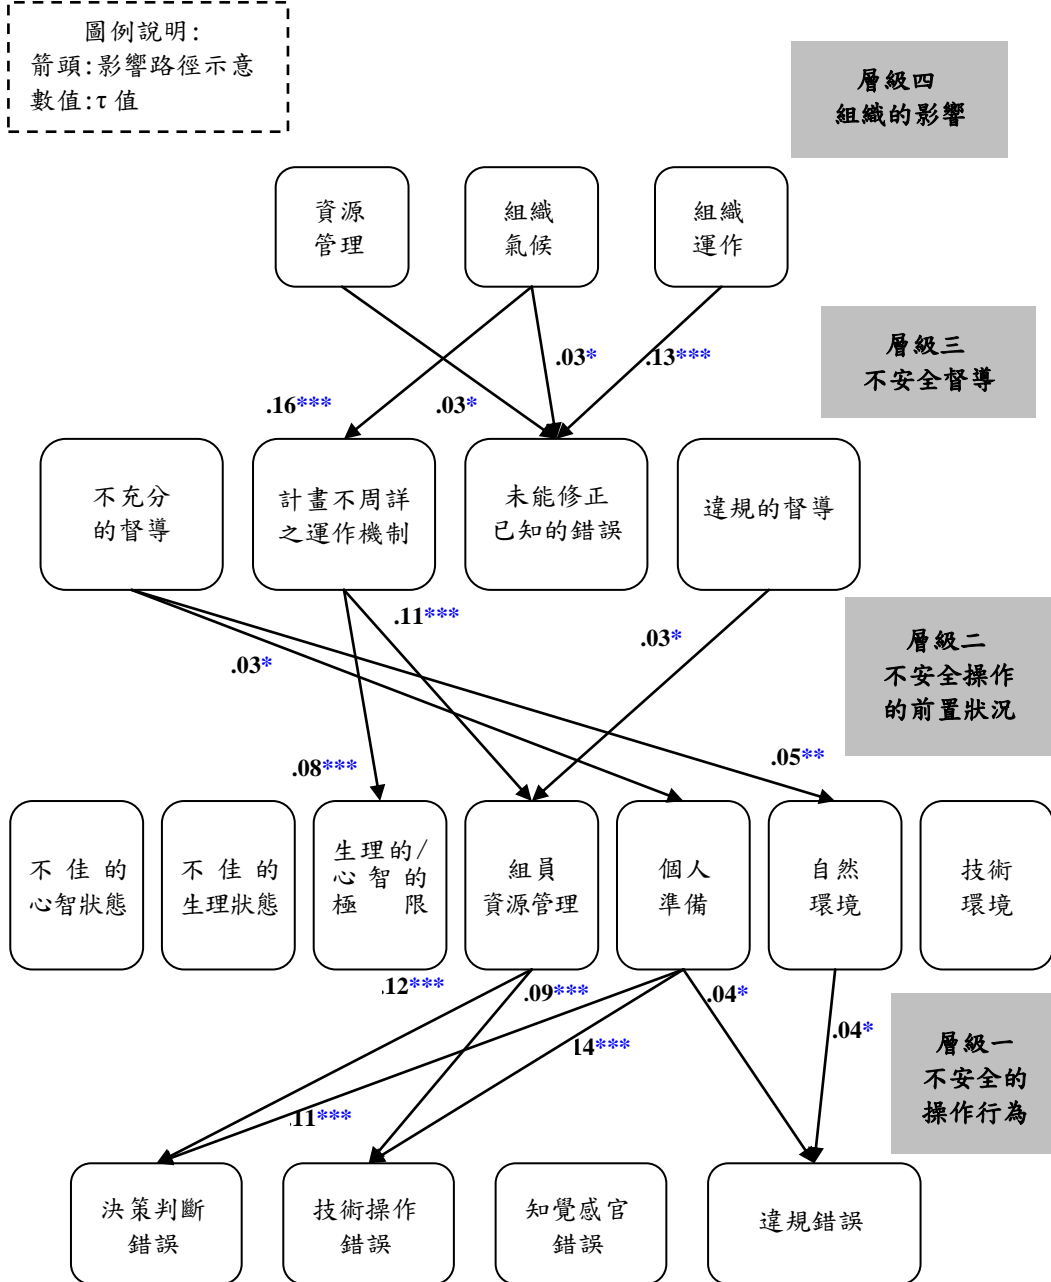 圖例說明:
箭頭:影響路徑示意
數值:τ值
層級四
組織的影響
資源
管理
組織
氣候
組織
運作
層級三
不安全督導
.03*
.13***
.16***
.03*
不充分
的督導
計畫不周詳
之運作機制
未能修正
已知的錯誤
違規的督導
層級二
不安全操作
的前置狀況
.11***
.03*
.03*
.05**
.08***
不佳的
心智狀態
不佳的
生理狀態
生理的/
心智的
極限
組員
資源管理
個人
準備
自然
環境
技術
環境
.12***
.09***
.04*
.04*
14***
.11***
層級一
不安全的
操作行為
決策判斷
錯誤
技術操作
錯誤
知覺感官
錯誤
違規錯誤